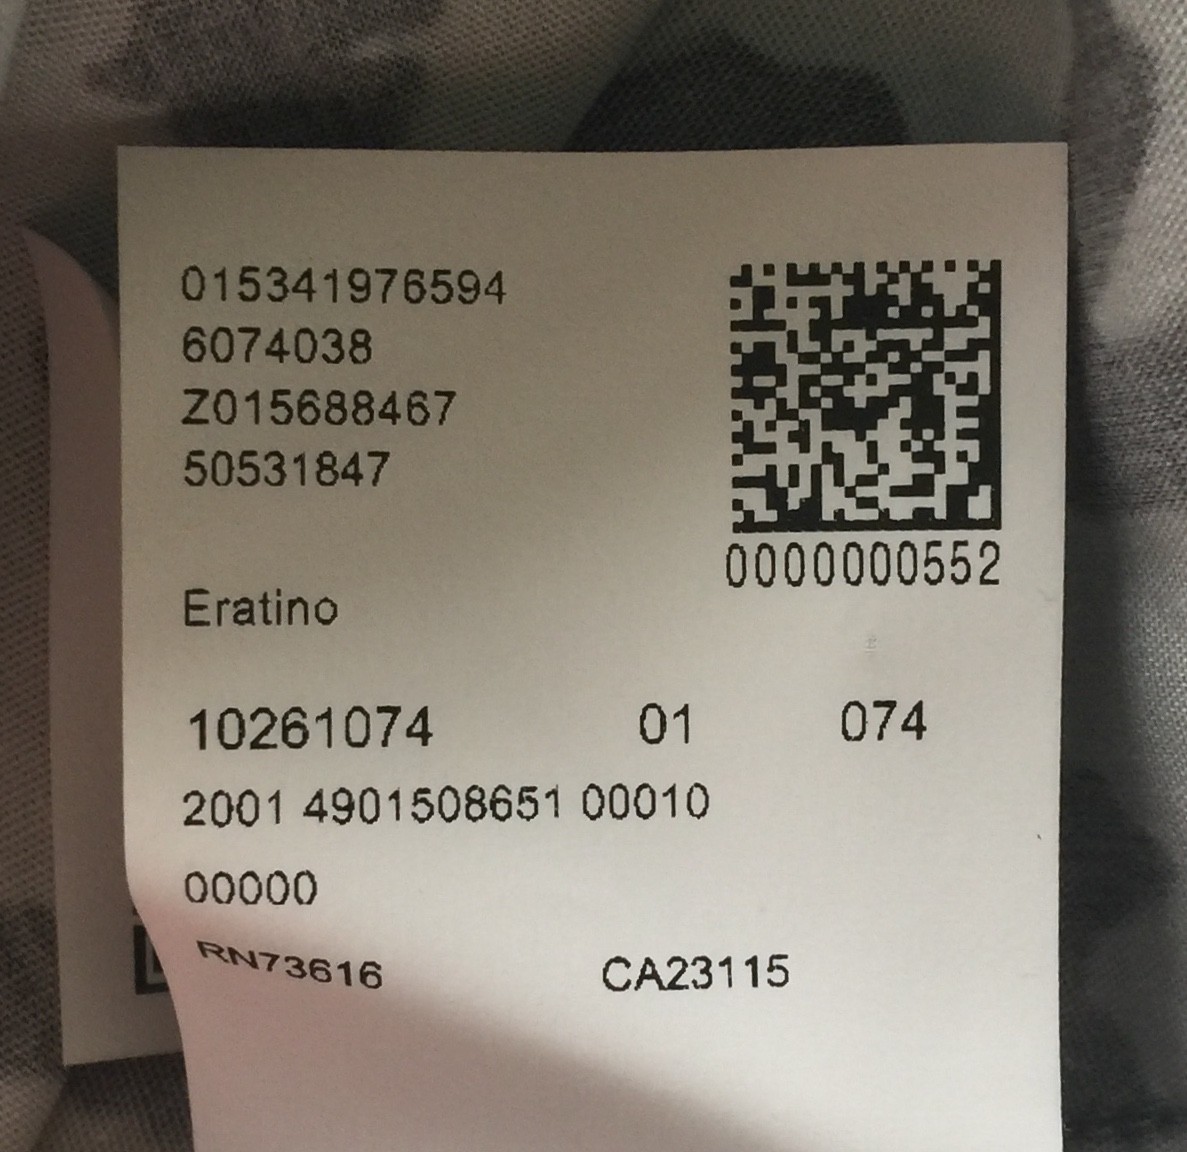 015341976594
6074038
Z015688467
50531847
0000000552
Eratino
10261074 01 074
2001 4901508651 00010
00000
RN73616 CA23115